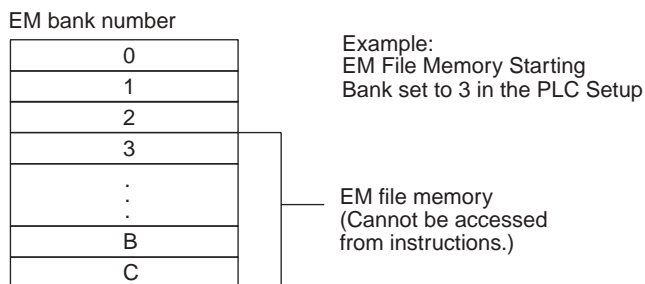 EM bank number
0
1
2
3
.
.
.
B
C
Example:
EM File Memory Starting
Bank set to 3 in the PLC Setup
EM file memory
(Cannot be accessed
from instructions.)